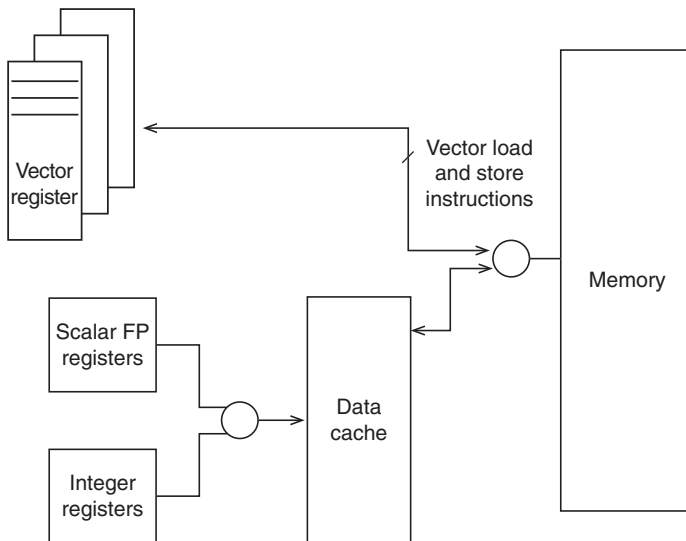 Vector
register
Vector load
and store
instructions
Memory
Scalar FP
registers
Data
cache
Integer
registers